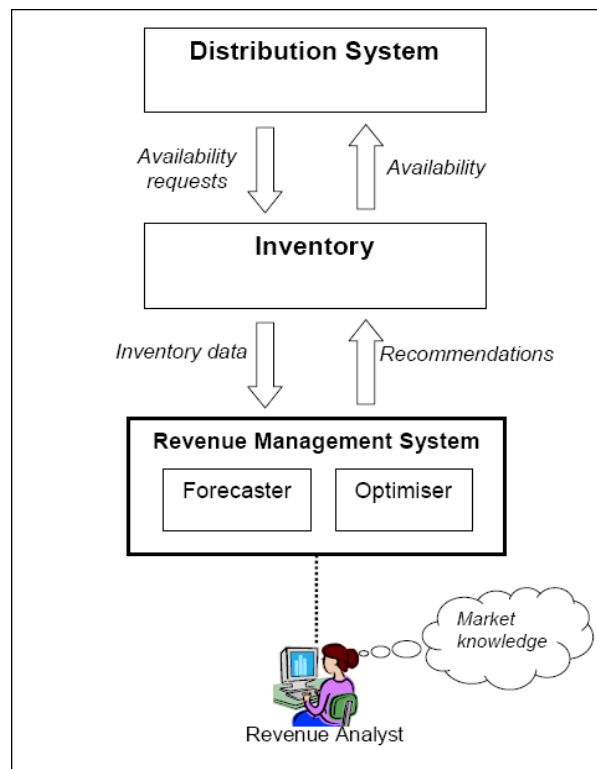 Distribution System
Availability
requests
Availability
Inventory
Inventory data
Recommendations
Revenue Management System
Forecaster
Optimiser
Market
knowledge
Revenue Analyst